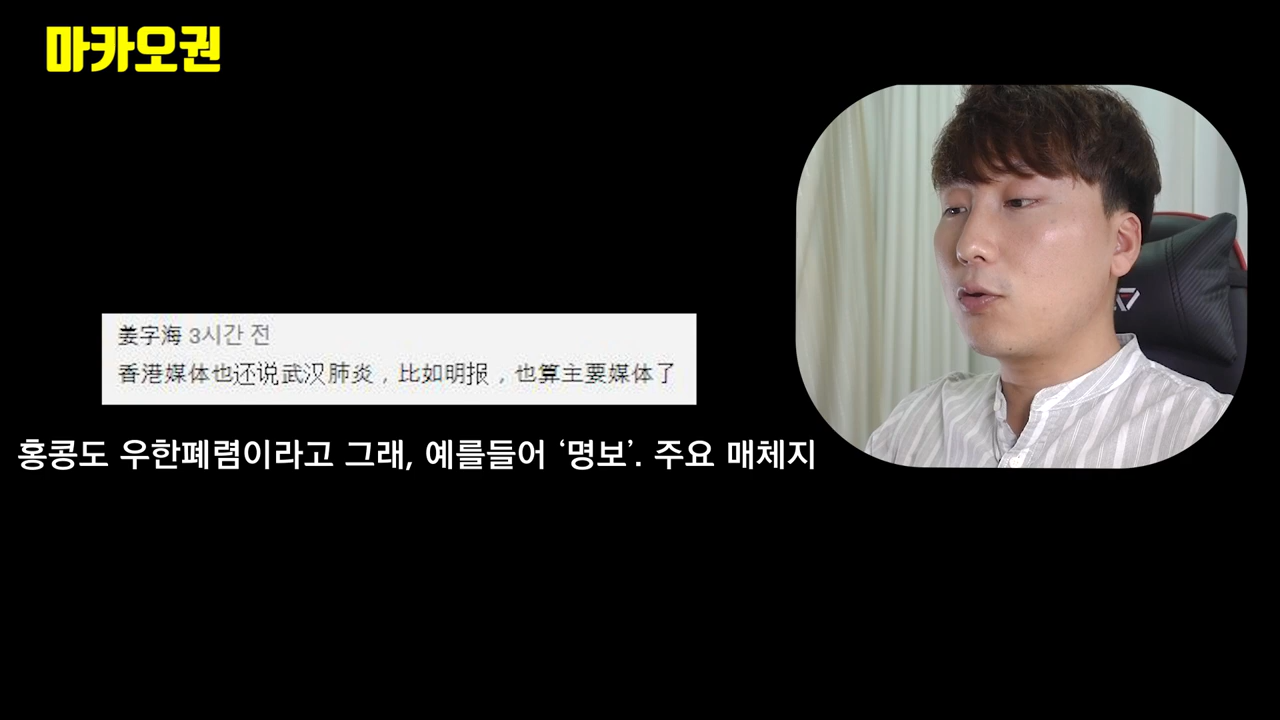 마카오권
姜字海 3시간 전
香港媒体也还说武汉肺炎，比如明报，也算主要媒体了
홍콩도 우한폐렴이라고 그래, 예를들어 ‘명보’. 주요 매체지